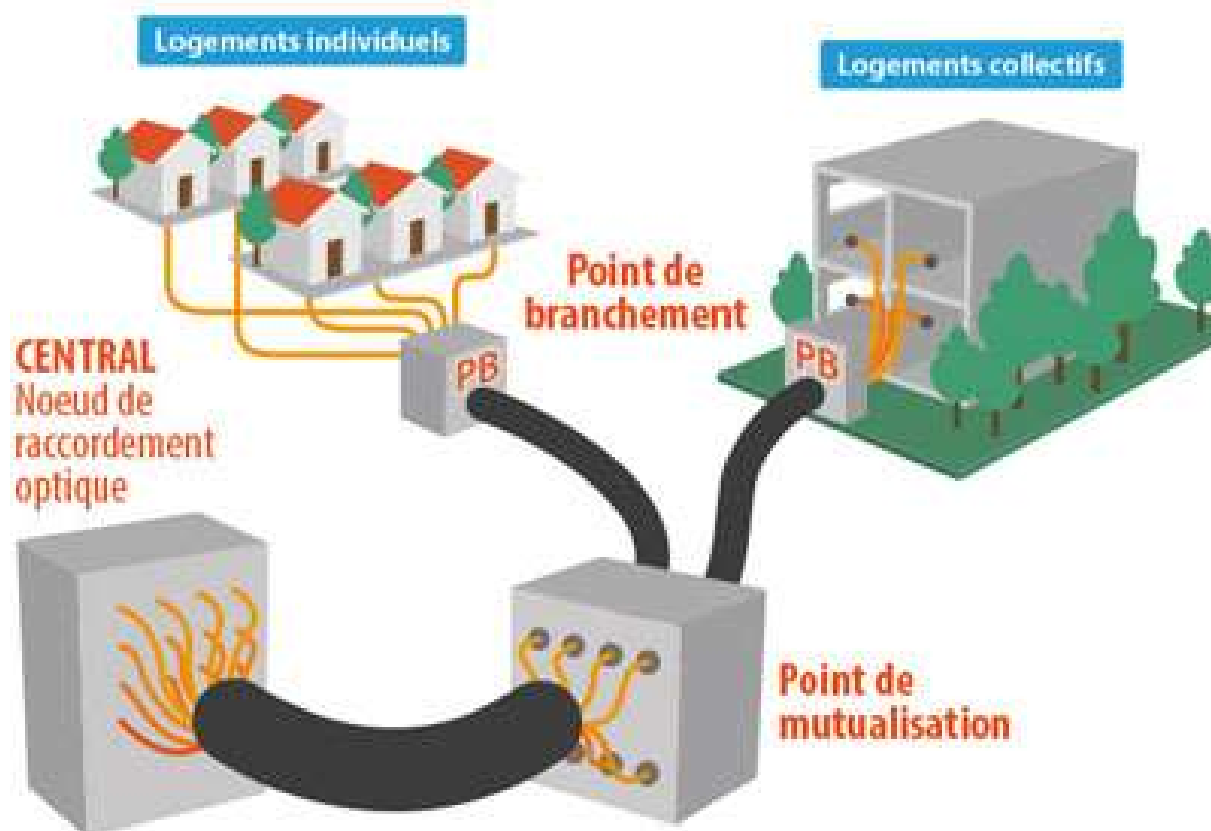 Logements individuels
Logements collectifs
Point de
branchement
PB
PB
CENTRAL
Noeud de
raccordement
optique
Point de
mutualisation